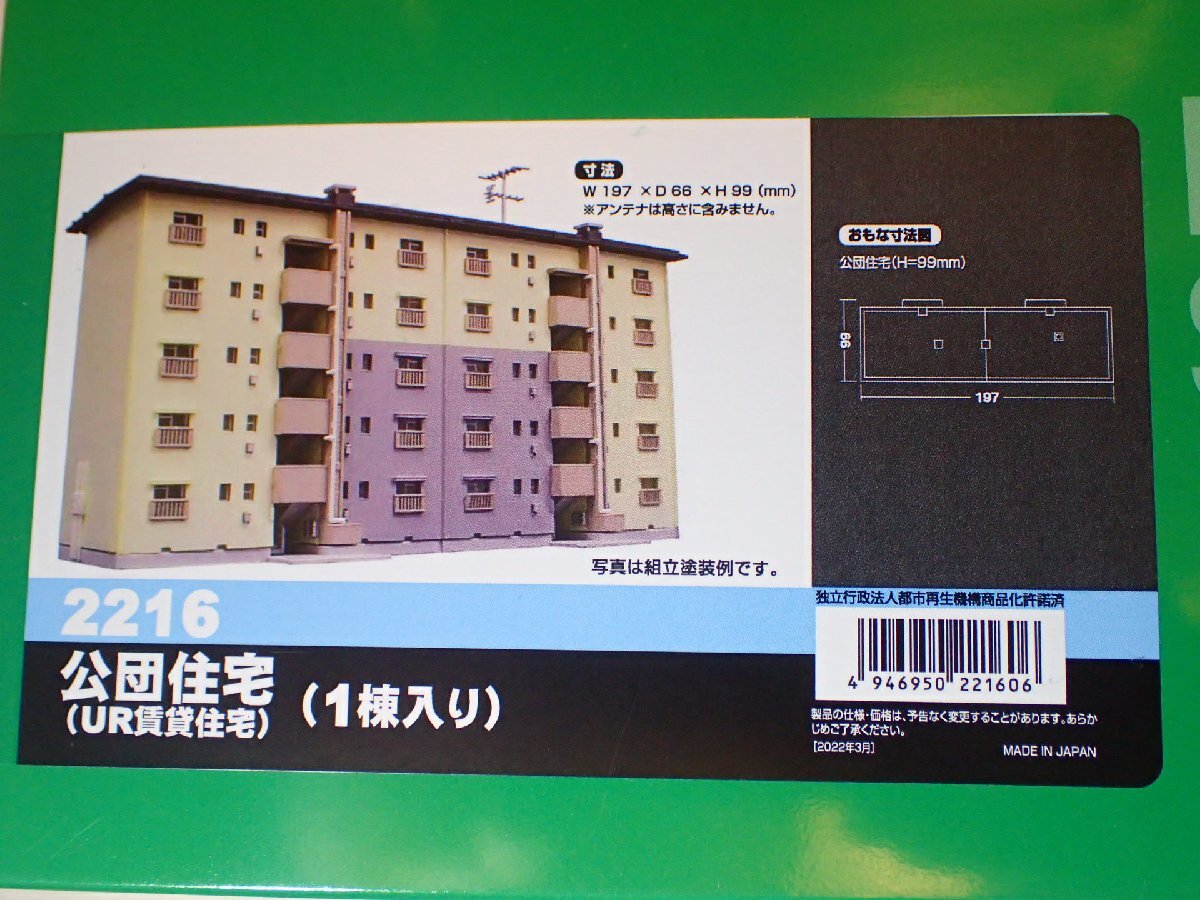 寸法
W 197 ×D 66 ×H 99 (mm)
※アンテナは高さに含みません。
写真は組立塗装例です。
おもな寸法図
公団住宅(H=99mm)
66
197
2216
公団住宅
(UR賃貸住宅)
(1棟入り)
独立行政法人都市再生機構商品化許諾済
4 946950 221606
製品の仕様・価格は、予告なく変更することがあります。あらか
じめご了承ください。
[2022年3月]
MADE IN JAPAN